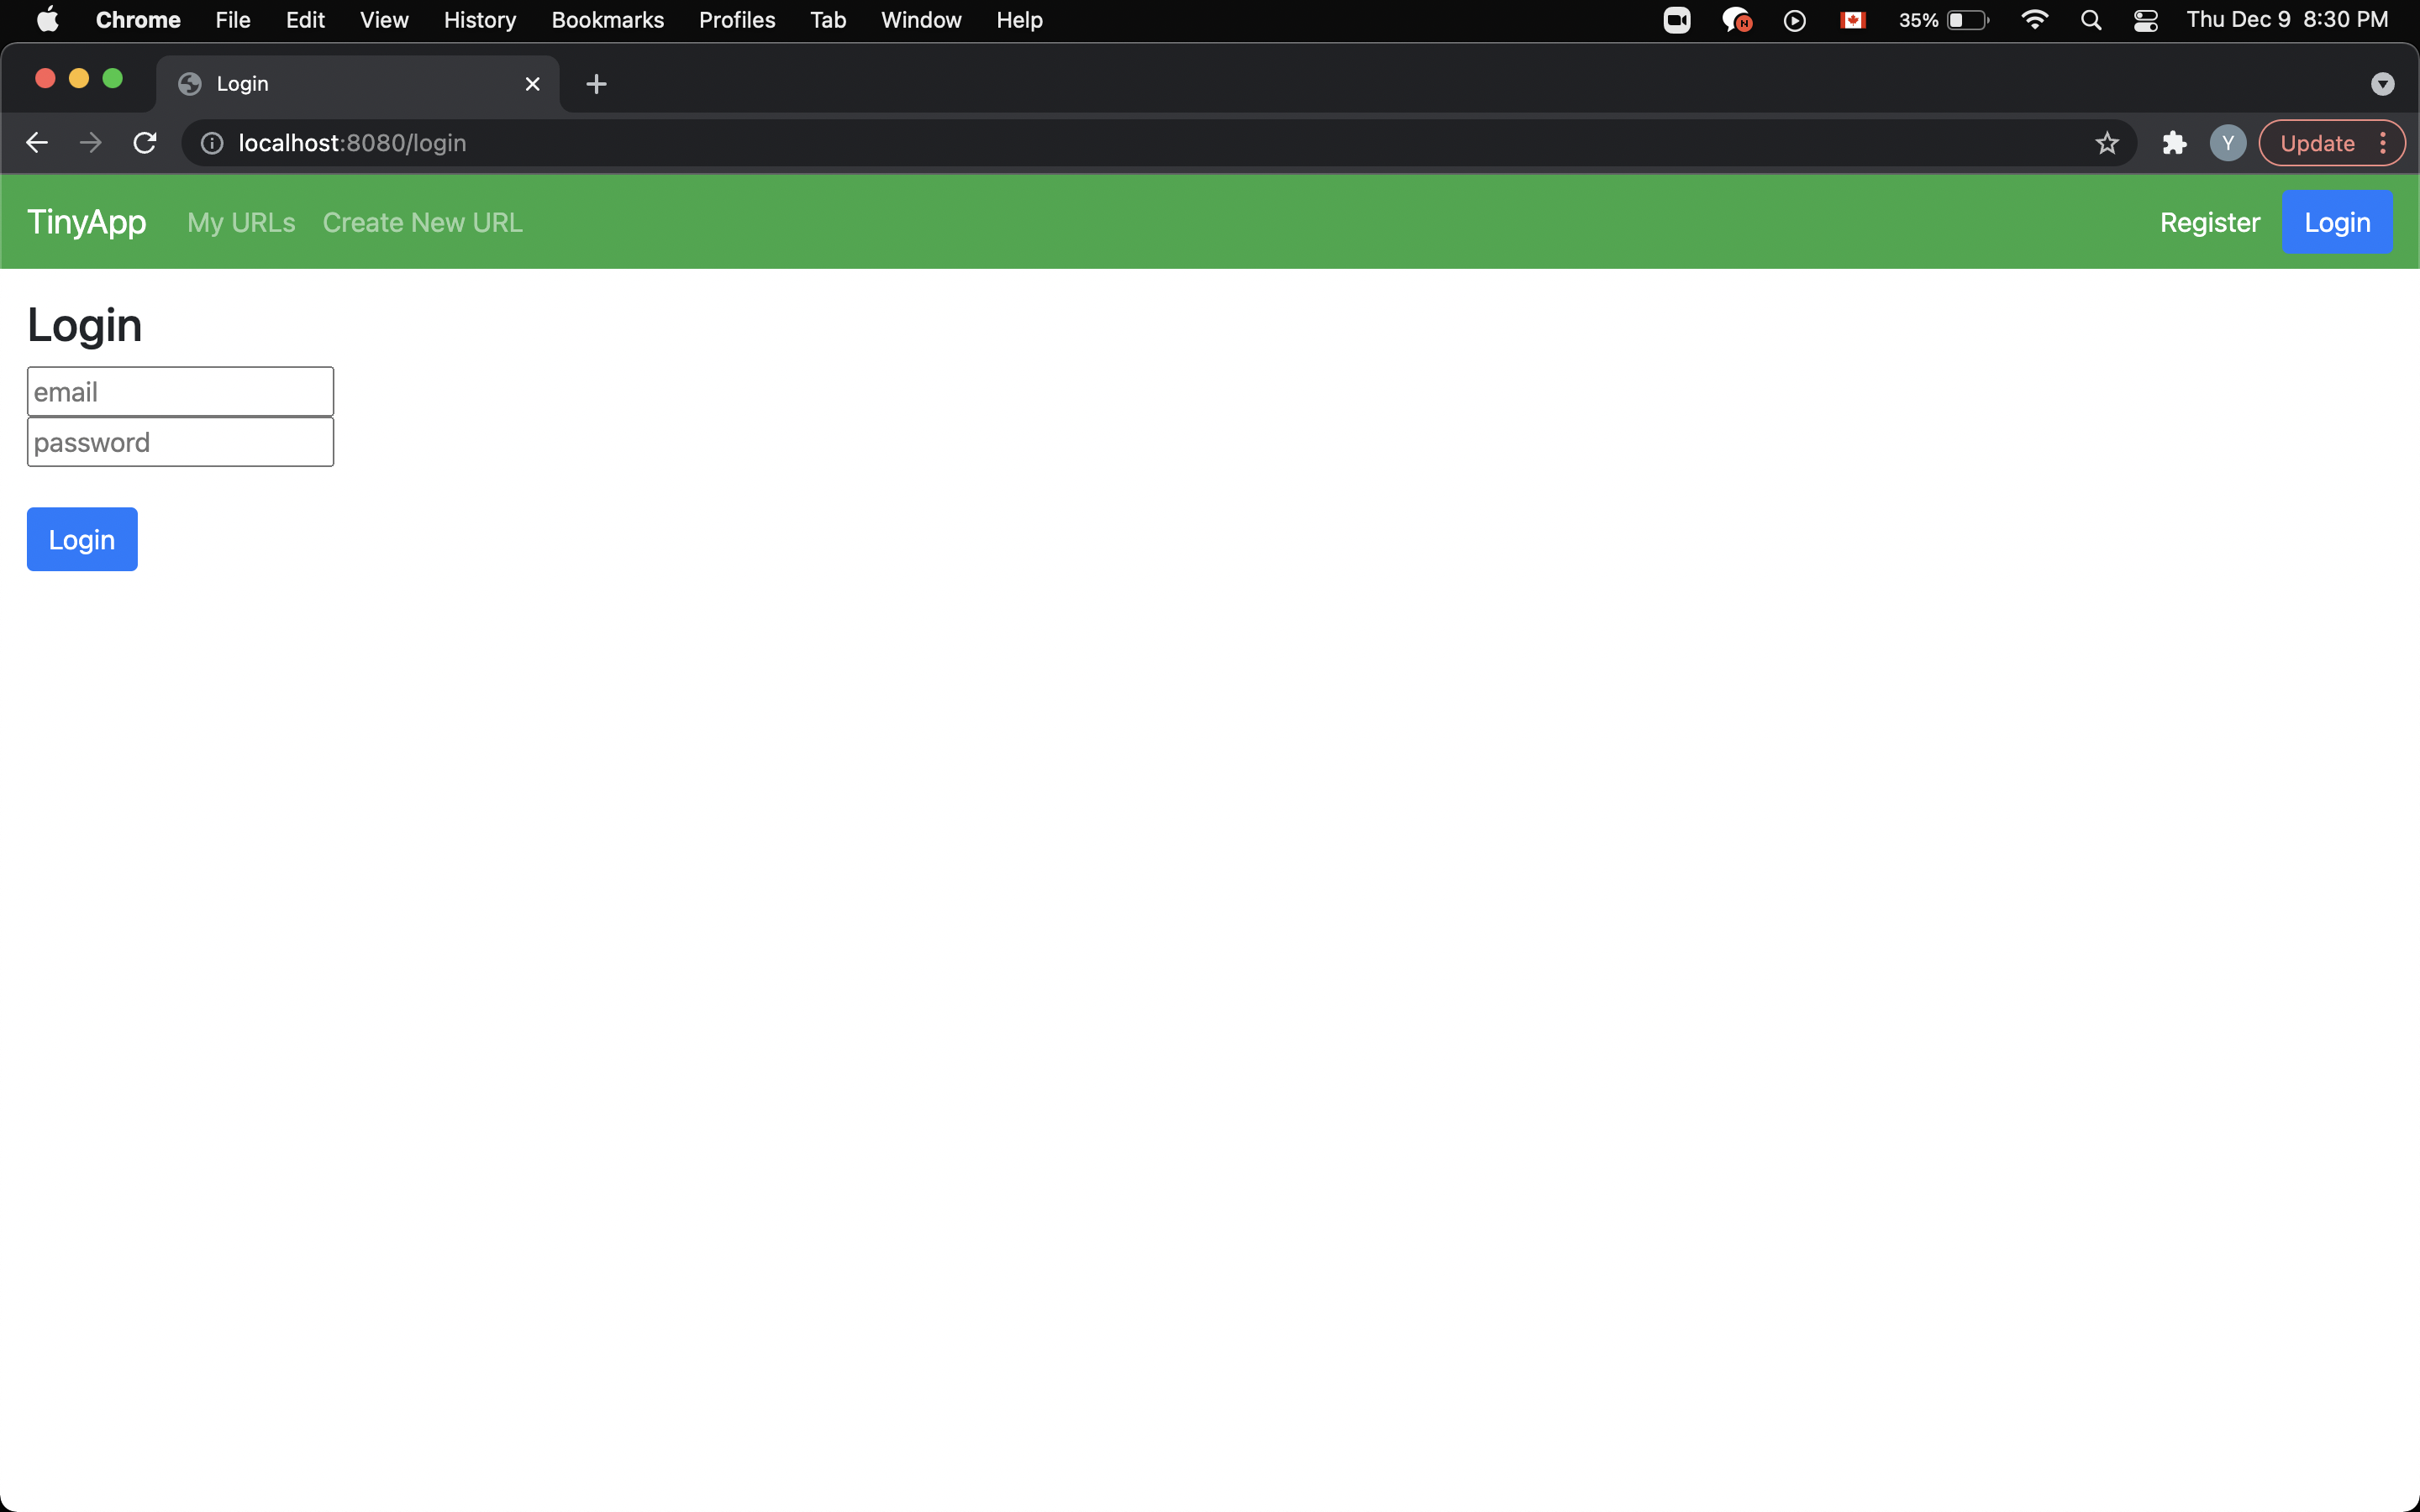 Chrome File Edit View History Bookmarks Profiles Tab Window Help N 35% Thu Dec 9 8:30 PM
Login
localhost:8080/login Y Update
TinyApp My URLs Create New URL Register Login
Login
email
password
Login